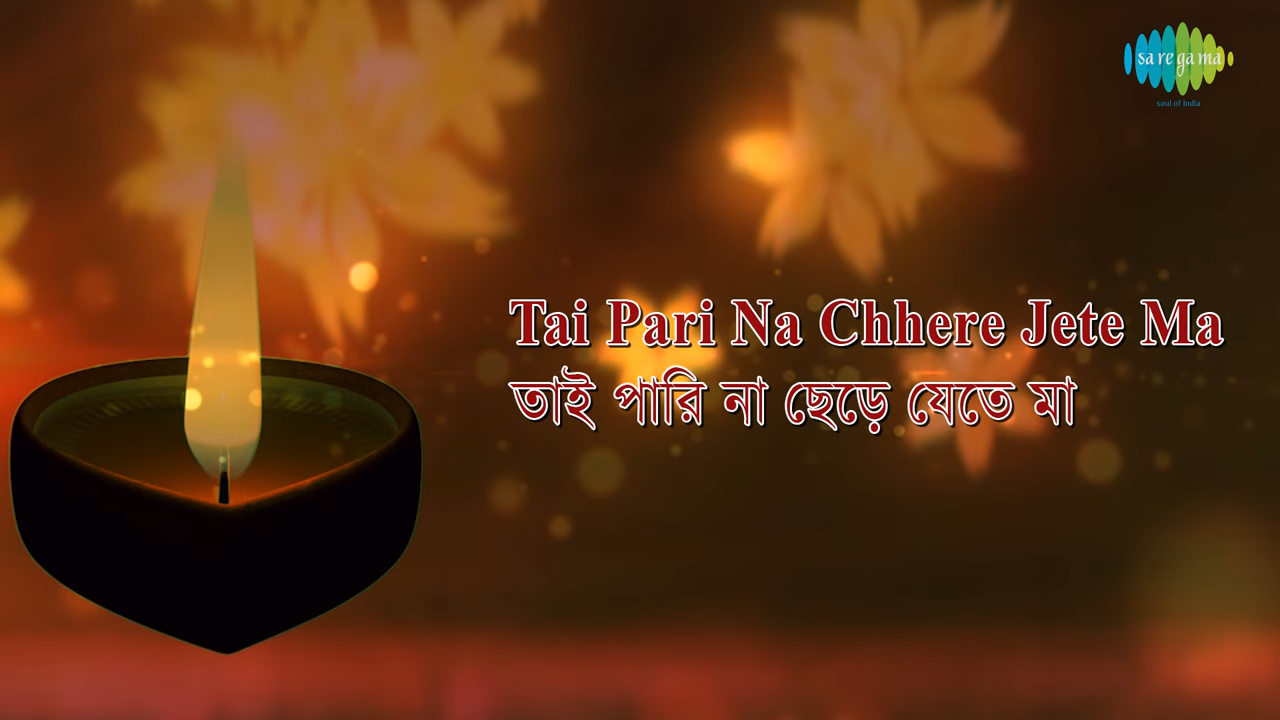 sa re ga ma
soul of India
Tai Pari Na Chhere Jete Ma
তাই পারি না ছেড়ে যেতে মা